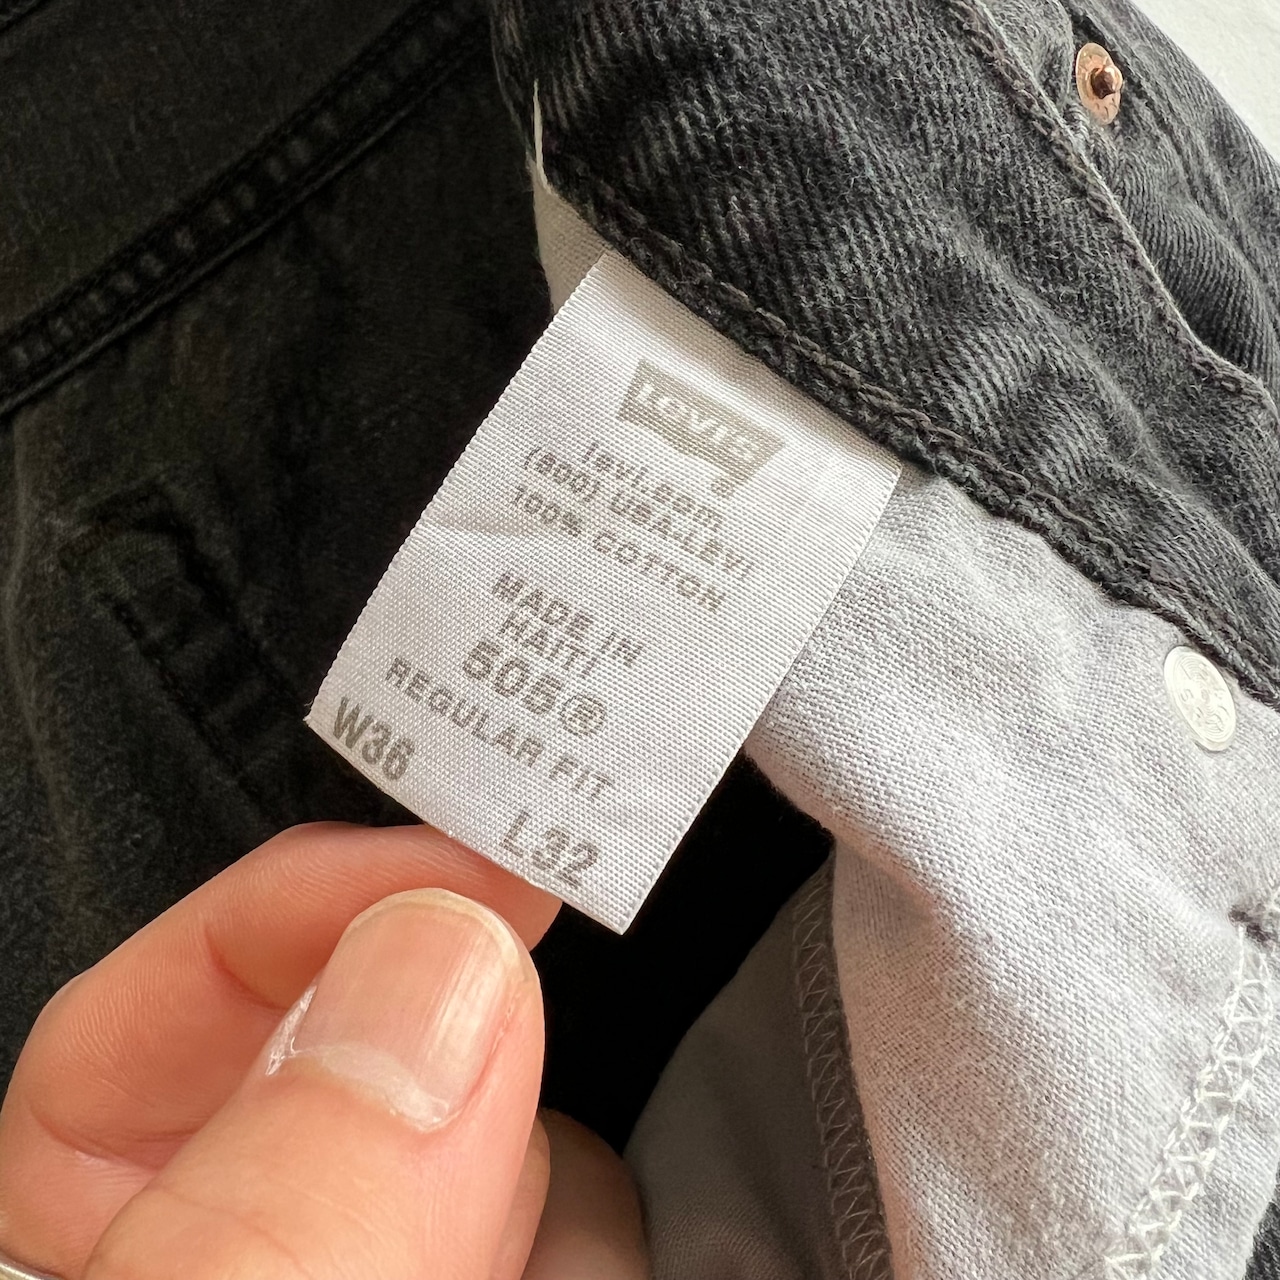 Levi's
levi.com
(800) USA-LEVI
100% COTTON
MADE IN
HAITI
505®
REGULAR FIT
W36
L32